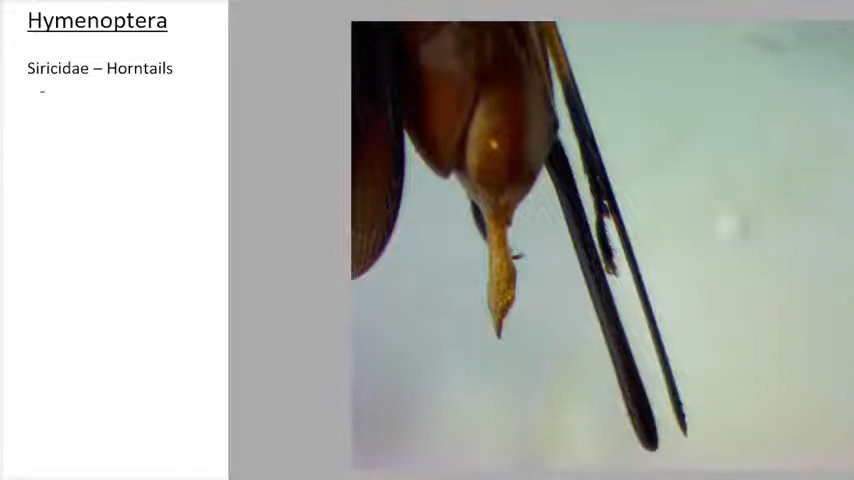 Hymenoptera
Siricidae – Horntails
-